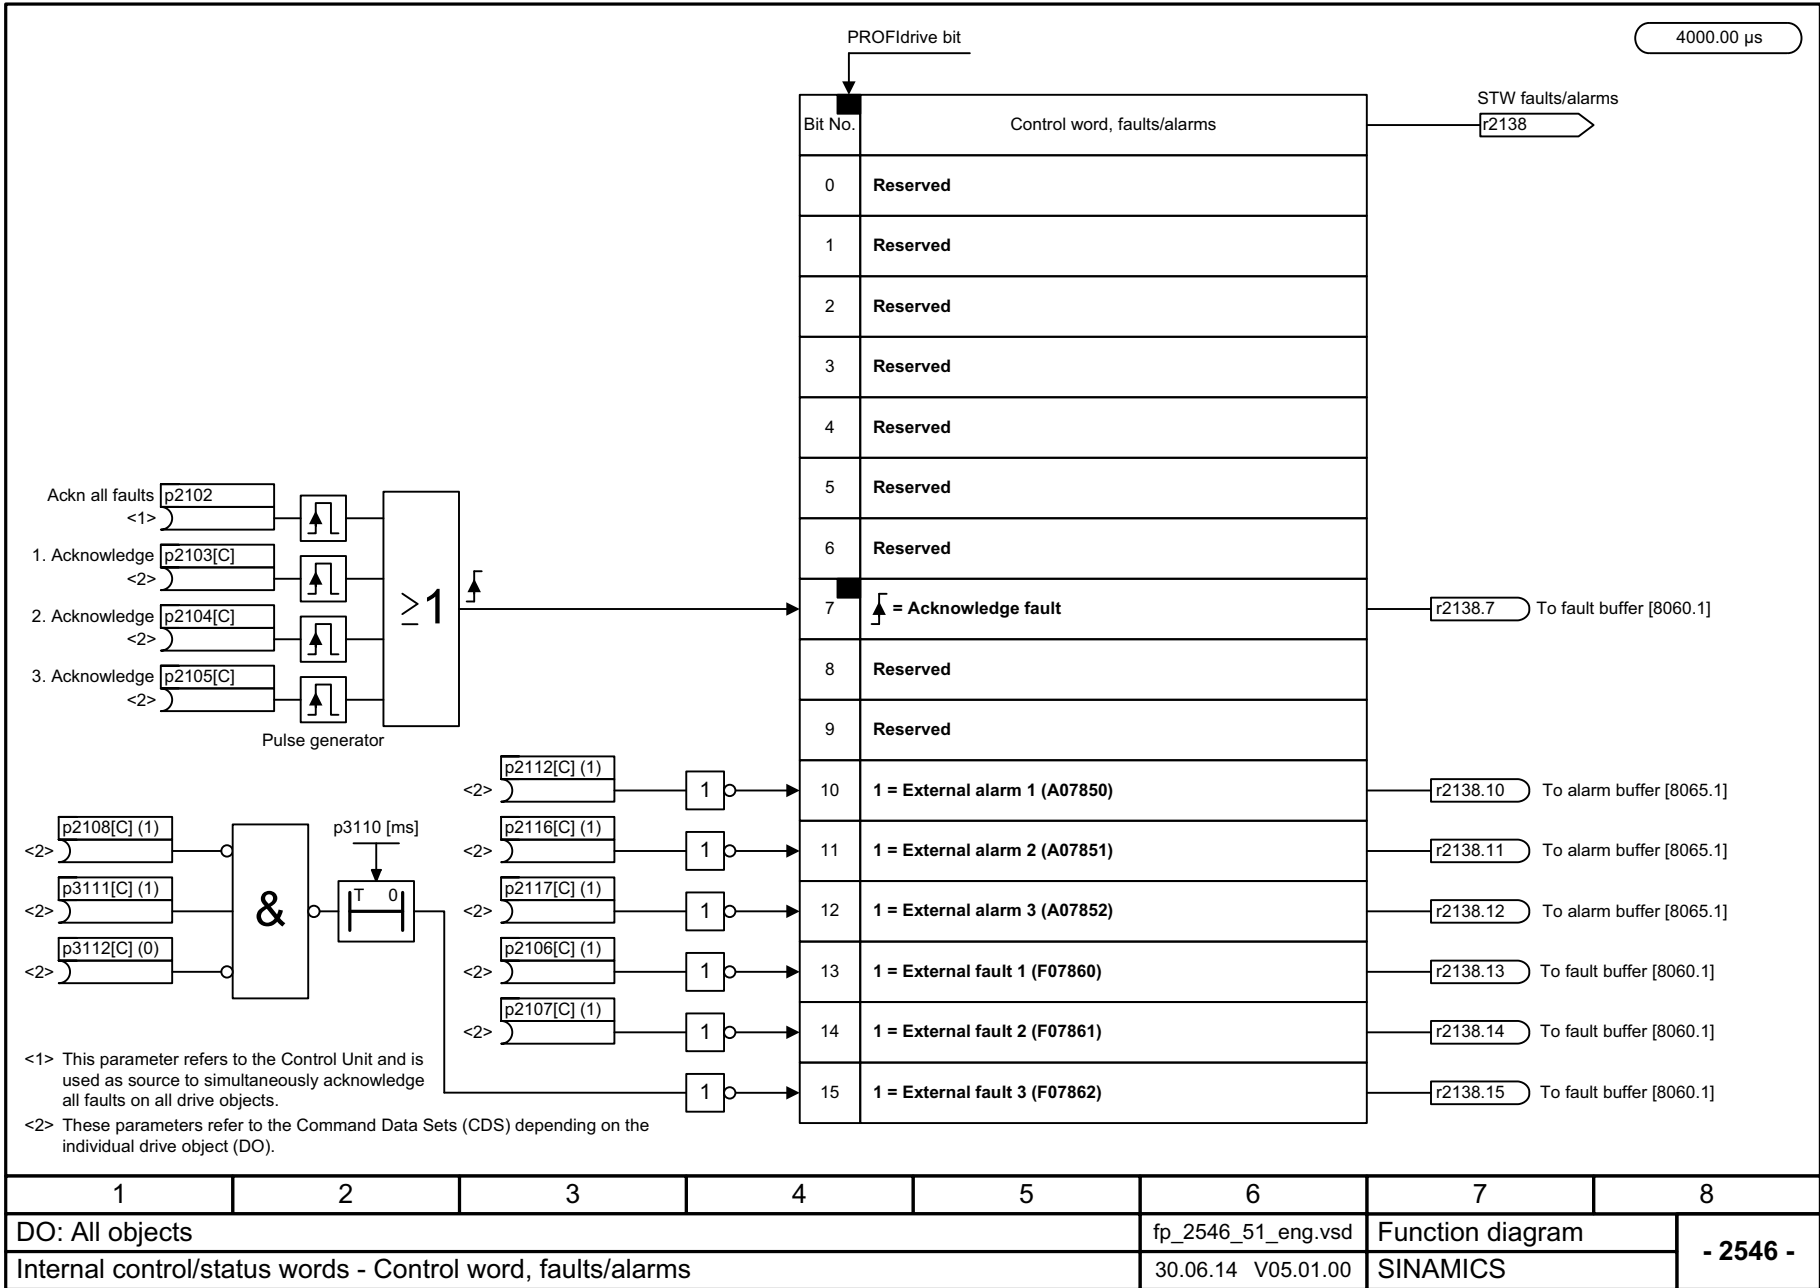 PROFIdrive bit
4000.00 µs
STW faults/alarms
Bit No. Control word, faults/alarms r2138
0 Reserved
1 Reserved
2 Reserved
3 Reserved
4 Reserved
5 Reserved
6 Reserved
Ackn all faults p2102
<1>
1. Acknowledge p2103[C]
<2>
2. Acknowledge p2104[C]
<2>
3. Acknowledge p2105[C]
<2>
Pulse generator
≥1
7 = Acknowledge fault r2138.7 To fault buffer [8060.1]
8 Reserved
9 Reserved
p2112[C] (1)
<2> 1 10 1 = External alarm 1 (A07850) r2138.10 To alarm buffer [8065.1]
p2116[C] (1)
<2> 1 11 1 = External alarm 2 (A07851) r2138.11 To alarm buffer [8065.1]
p2117[C] (1)
<2> 1 12 1 = External alarm 3 (A07852) r2138.12 To alarm buffer [8065.1]
p2106[C] (1)
<2> 1 13 1 = External fault 1 (F07860) r2138.13 To fault buffer [8060.1]
p2107[C] (1)
<2> 1 14 1 = External fault 2 (F07861) r2138.14 To fault buffer [8060.1]
1 15 1 = External fault 3 (F07862) r2138.15 To fault buffer [8060.1]
p2108[C] (1)
<2>
p3111[C] (1)
<2>
p3112[C] (0)
<2>
&
p3110 [ms]
T 0
<1> This parameter refers to the Control Unit and is
used as source to simultaneously acknowledge
all faults on all drive objects.
<2> These parameters refer to the Command Data Sets (CDS) depending on the
individual drive object (DO).
1 2 3 4 5 6 7 8
DO: All objects fp_2546_51_eng.vsd Function diagram
- 2546 -
Internal control/status words - Control word, faults/alarms 30.06.14 V05.01.00 SINAMICS